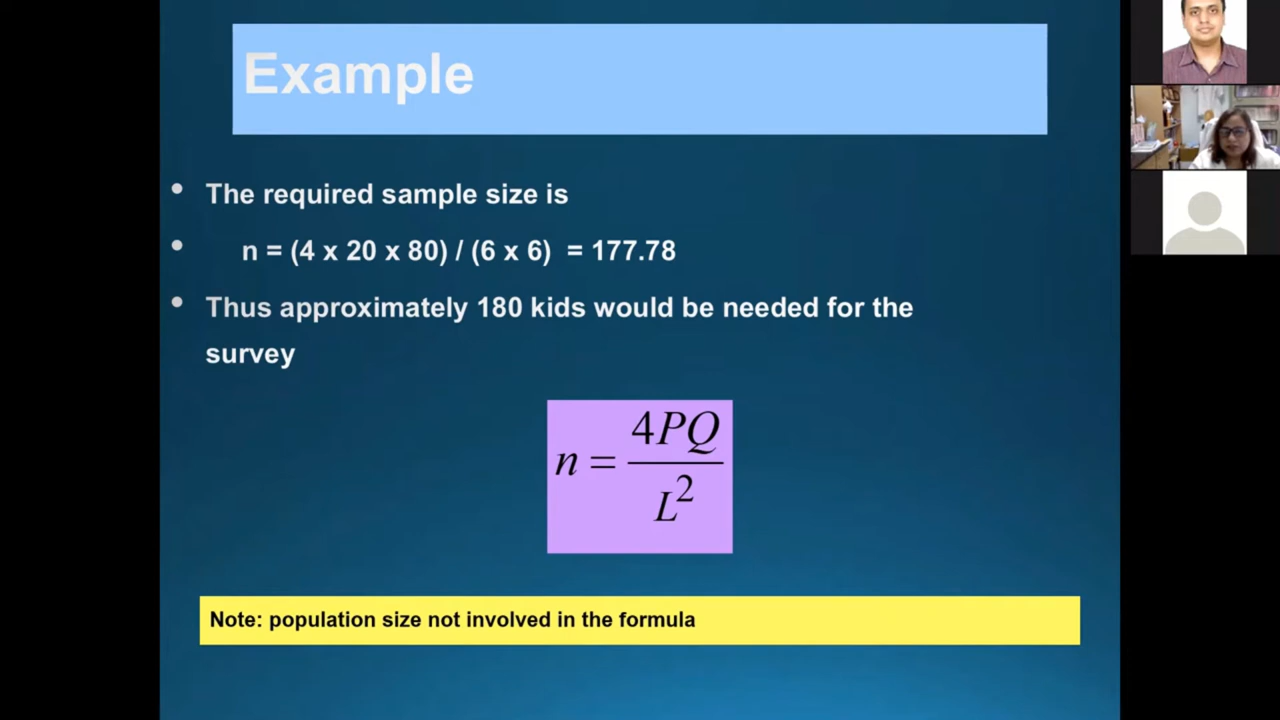 Example
• The required sample size is
• n = (4 x 20 x 80) / (6 x 6) = 177.78
• Thus approximately 180 kids would be needed for the
survey
n = 4PQ / L²
Note: population size not involved in the formula